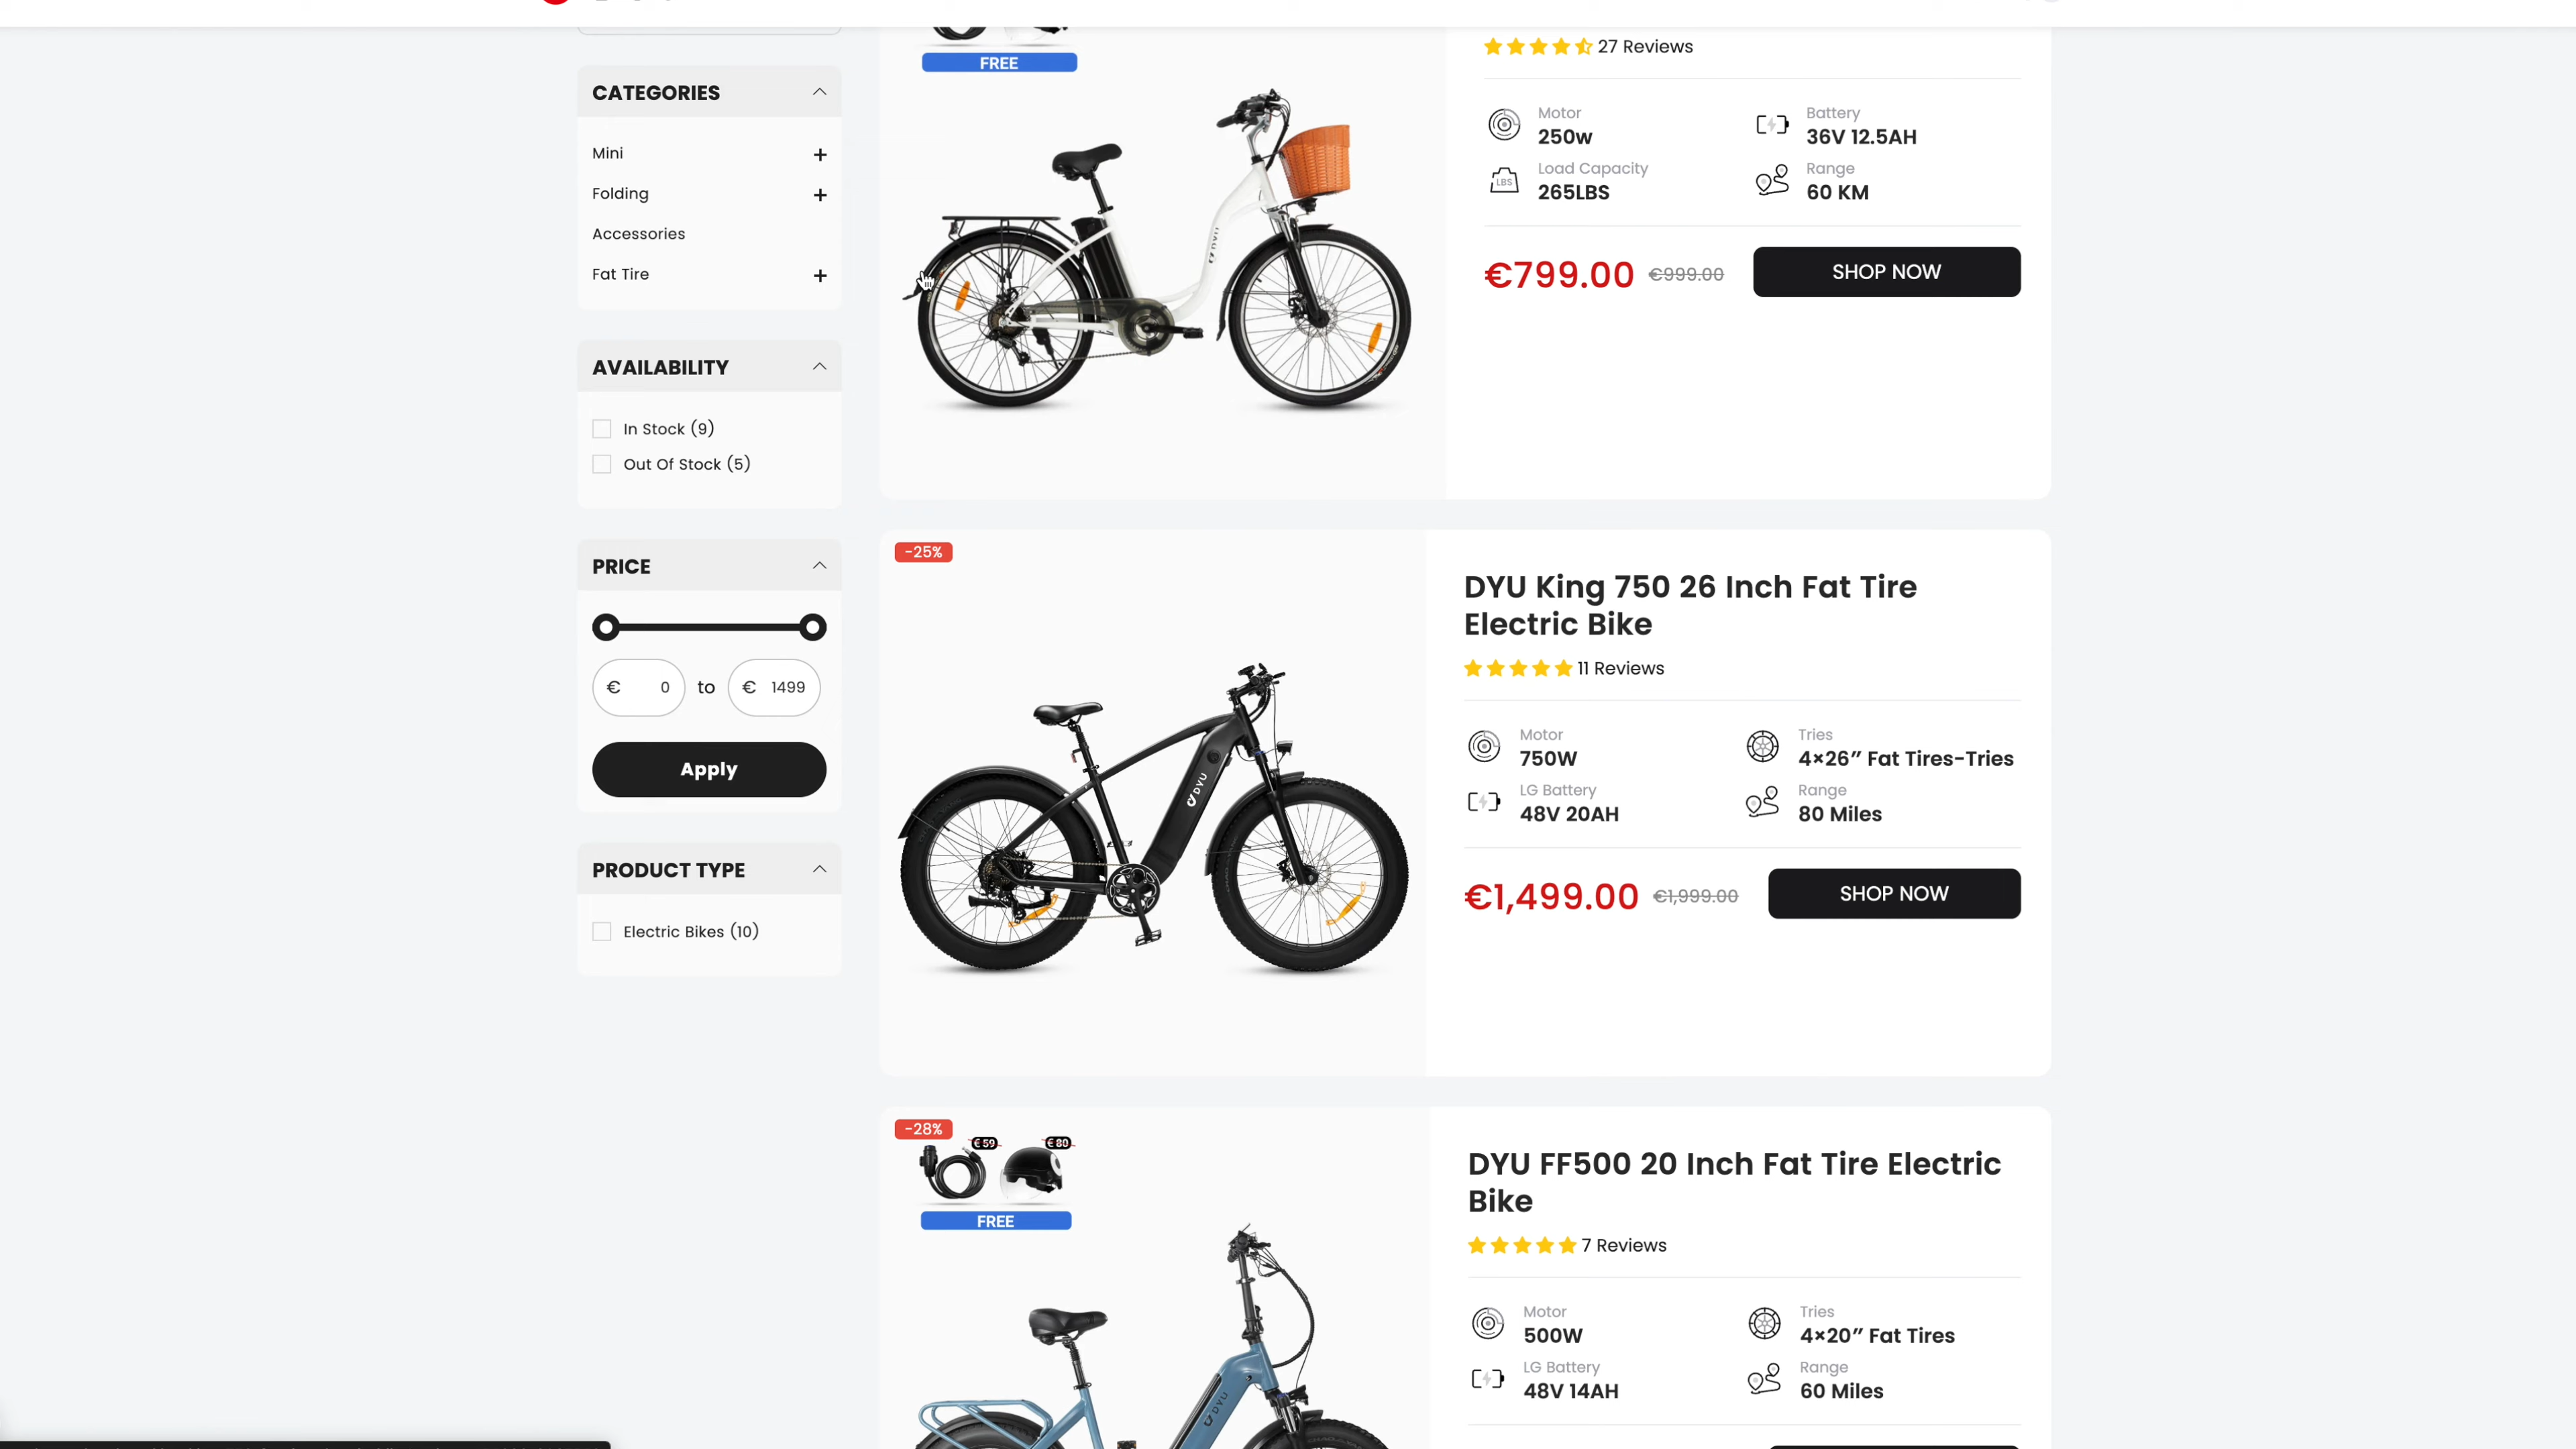 CATEGORIES
Mini
Folding
Accessories
Fat Tire
AVAILABILITY
In Stock (9)
Out Of Stock (5)
PRICE
€ 0 to € 1499
Apply
PRODUCT TYPE
Electric Bikes (10)
FREE
DYU
27 Reviews
Motor
250w
Battery
36V 12.5AH
Load Capacity
LBS
265LBS
Range
60 KM
€799.00 €999.00
SHOP NOW
-25%
DYU
DYU King 750 26 Inch Fat Tire
Electric Bike
11 Reviews
Motor
750W
Tries
4×26” Fat Tires-Tries
LG Battery
48V 20AH
Range
80 Miles
€1,499.00 €1,999.00
SHOP NOW
-28%
€59 €80
FREE
DYU
DYU FF500 20 Inch Fat Tire Electric
Bike
7 Reviews
Motor
500W
Tries
4×20” Fat Tires
LG Battery
48V 14AH
Range
60 Miles